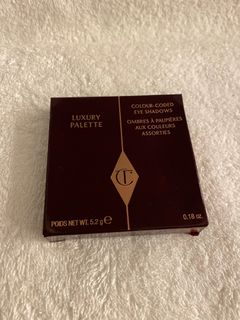 LUXURY
PALETTE
COLOUR-CODED
EYE SHADOWS
OMBRES À PAUPIÈRES
AUX COULEURS
ASSORTIES
CT
POIDS NET WT. 5.2 g ℮
0.18 oz.